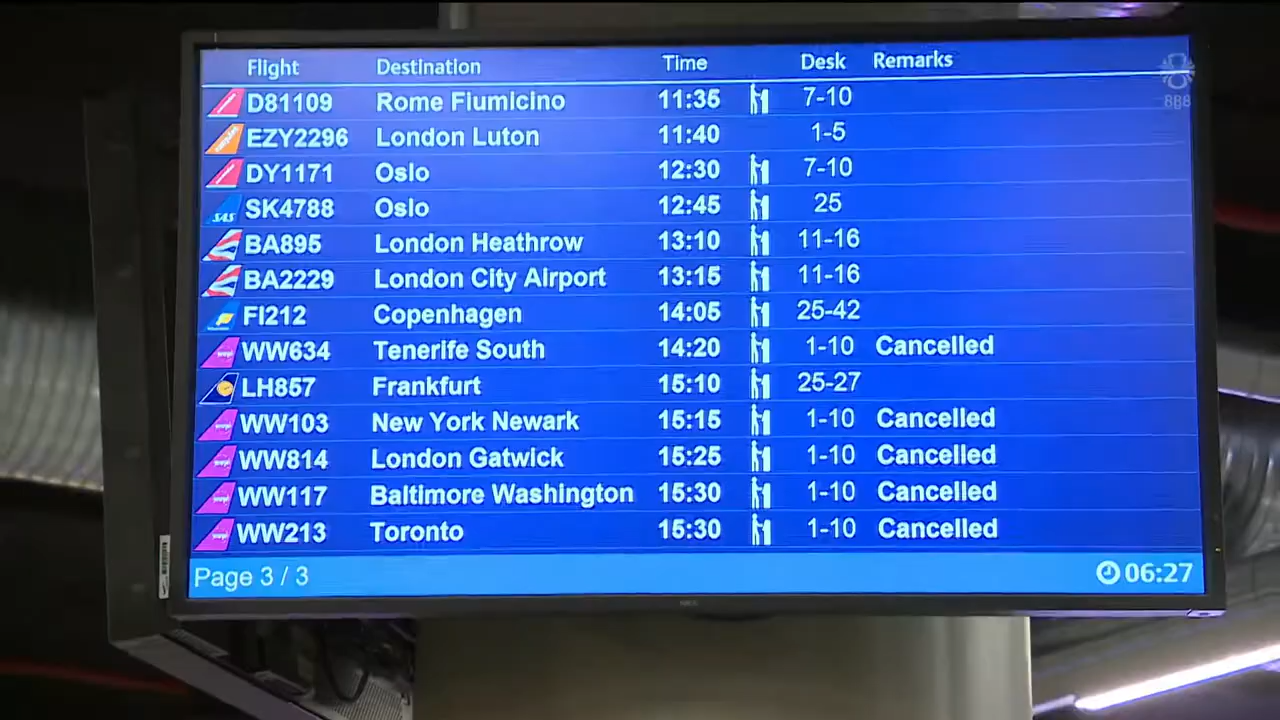 Flight Destination Time Desk Remarks
D81109 Rome Fiumicino 11:35 7-10
EZY2296 London Luton 11:40 1-5
DY1171 Oslo 12:30 7-10
SAS SK4788 Oslo 12:45 25
BA895 London Heathrow 13:10 11-16
BA2229 London City Airport 13:15 11-16
FI212 Copenhagen 14:05 25-42
WW634 Tenerife South 14:20 1-10 Cancelled
LH857 Frankfurt 15:10 25-27
WW103 New York Newark 15:15 1-10 Cancelled
WW814 London Gatwick 15:25 1-10 Cancelled
WW117 Baltimore Washington 15:30 1-10 Cancelled
WW213 Toronto 15:30 1-10 Cancelled
Page 3 / 3 06:27